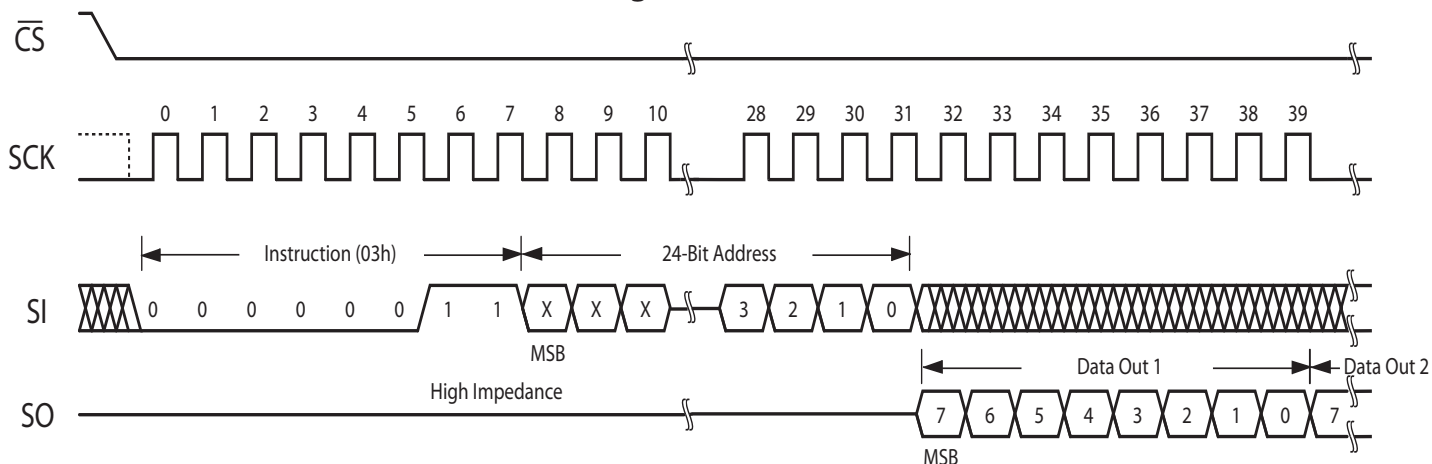 g
CS
0 1 2 3 4 5 6 7 8 9 10 28 29 30 31 32 33 34 35 36 37 38 39
SCK
Instruction (03h) 24-Bit Address
SI 0 0 0 0 0 0 1 1 X X X 3 2 1 0
MSB
Data Out 1 Data Out 2
High Impedance
SO 7 6 5 4 3 2 1 0 7
MSB